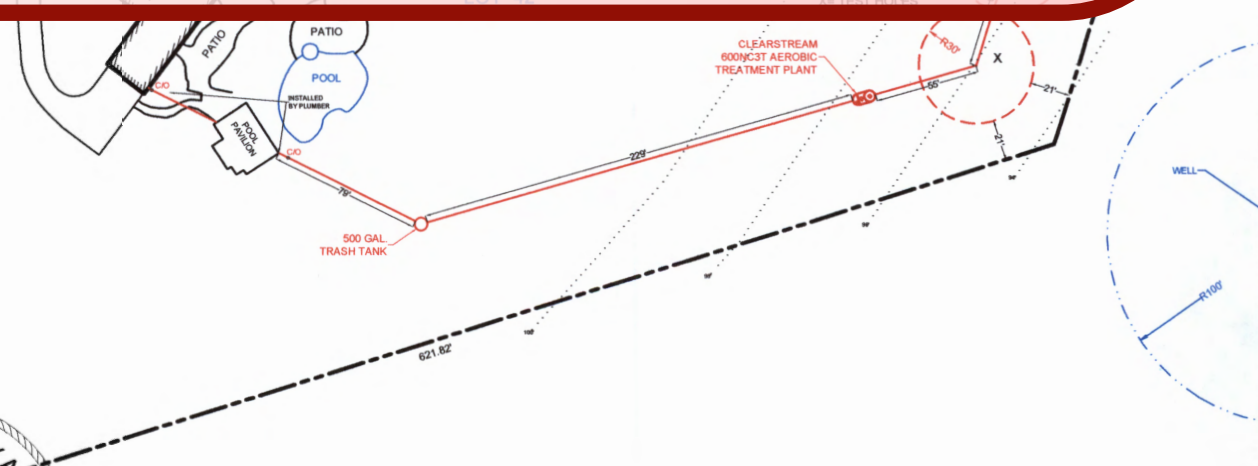 PATIO
PATIO
POOL
C/O
INSTALLED
BY PLUMBER
POOL
PAVILION
C/O
CLEARSTREAM
600NC3T AEROBIC
TREATMENT PLANT
R30'
X
55'
21'
21'
229'
WELL
500 GAL.
TRASH TANK
R100'
621.82'